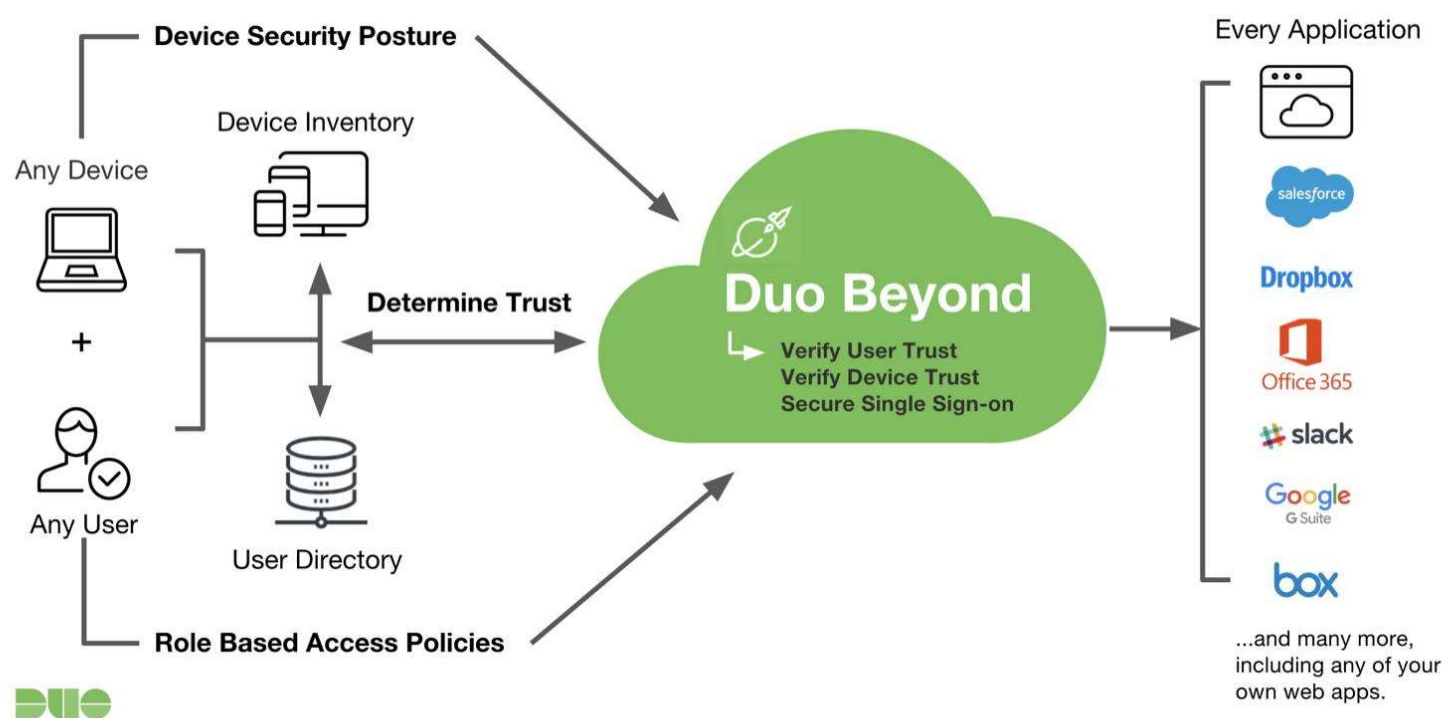 Device Security Posture
Device Inventory
Any Device
+
Any User
Determine Trust
User Directory
Role Based Access Policies
Duo Beyond
Verify User Trust
Verify Device Trust
Secure Single Sign-on
Every Application
salesforce
Dropbox
Office 365
slack
Google
G Suite
box
...and many more,
including any of your
own web apps.
DUO